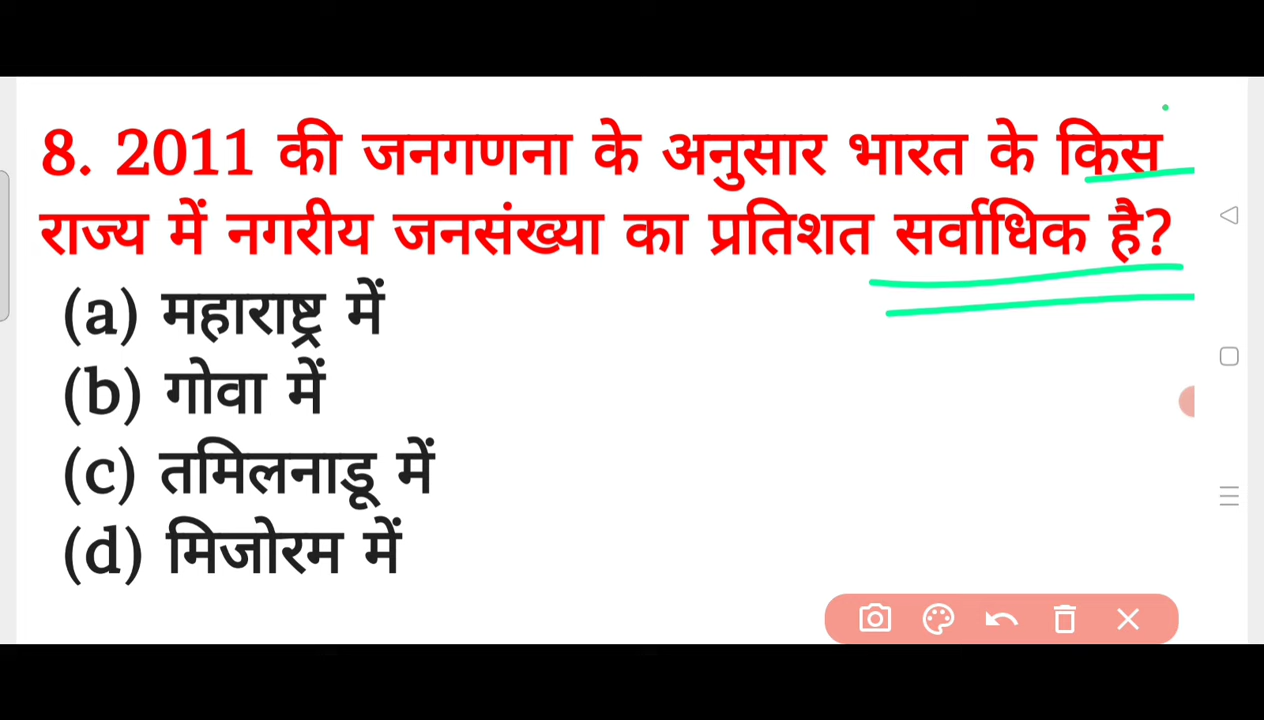 8. 2011 की जनगणना के अनुसार भारत के किस
राज्य में नगरीय जनसंख्या का प्रतिशत सर्वाधिक है?
(a) महाराष्ट्र में
(b) गोवा में
(c) तमिलनाडू में
(d) मिजोरम में